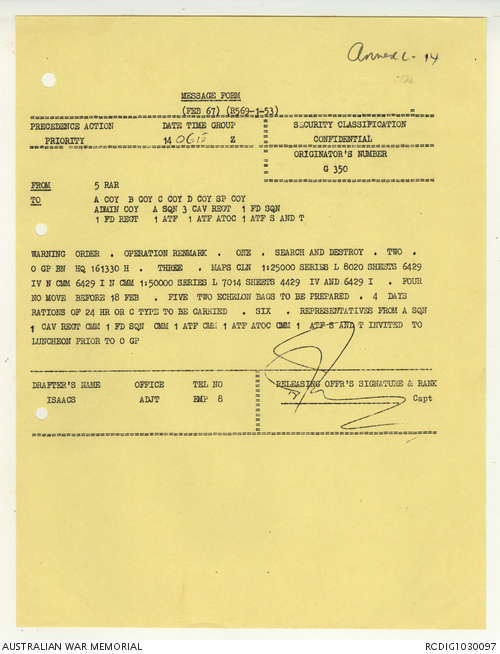 Annex L - 14
MESSAGE FORM
(FEB 67) (R569-1-53)
PRECEDENCE ACTION DATE TIME GROUP SECURITY CLASSIFICATION
PRIORITY 14 Z CONFIDENTIAL
ORIGINATOR'S NUMBER
G 350
FROM 5 RAR
TO A COY B COY C COY D COY SP COY
ADMIN COY A SQN 3 CAV REGT 1 FD SQN
1 FD REGT 1 ATF 1 ATF ATOC 1 ATF S AND T
WARNING ORDER . OPERATION RENMARK . ONE . SEARCH AND DESTROY . TWO .
O GP BN HQ 161330 H . THREE . MAPS CLN 1:25000 SERIES L 8020 SHEETS 6429
IV N CMM 6429 I N CMM 1:50000 SERIES L 7014 SHEETS 4429 IV AND 6429 I . FOUR
NO MOVE BEFORE 18 FEB . FIVE TWO ECHELON BAGS TO BE PREPARED . 4 DAYS
RATIONS OF 24 HR OR C TYPE TO BE CARRIED . SIX . REPRESENTATIVES FROM A SQN
1 CAV REGT CMM 1 FD SQN CMM 1 ATF CMM 1 ATF ATOC CMM 1 ATF S AND T INVITED TO
LUNCHEON PRIOR TO O GP
DRAFTER'S NAME OFFICE TEL NO RELEASING OFFR'S SIGNATURE & RANK
ISAACS ADJT EMP 8 Capt
AUSTRALIAN WAR MEMORIAL RCDIG1030097